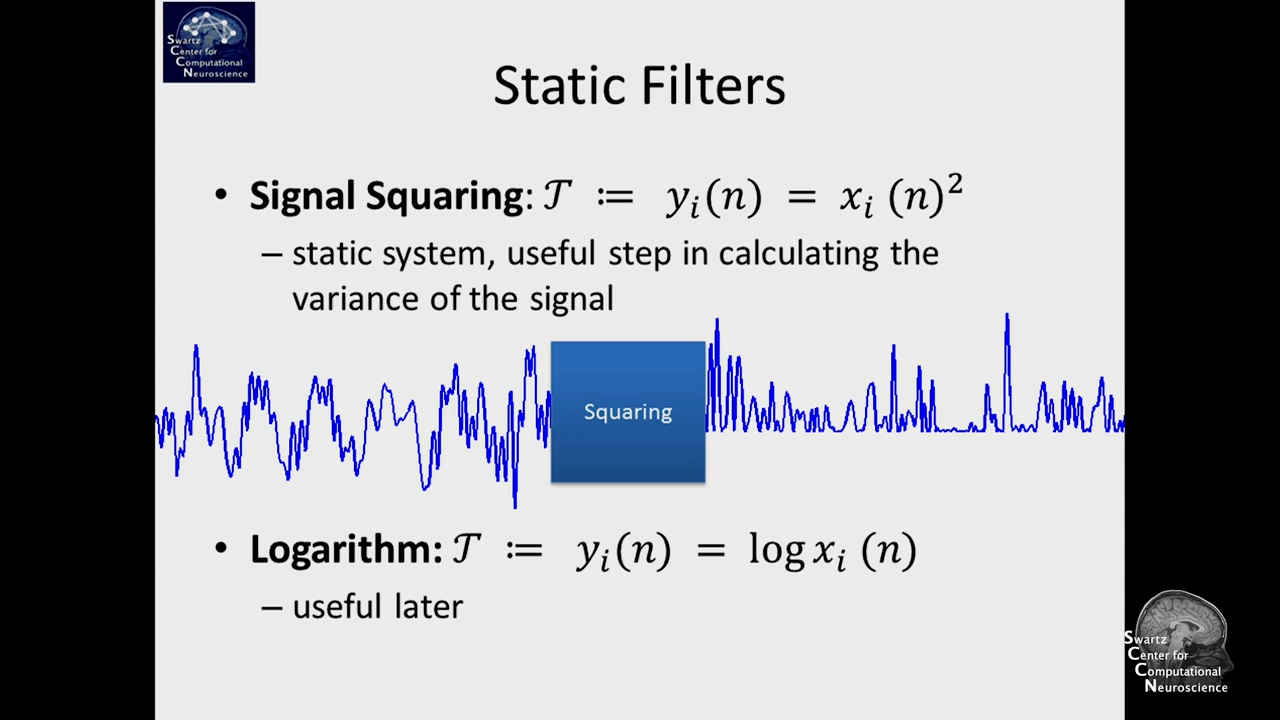 Swartz
Center for
Computational
Neuroscience
Static Filters
• Signal Squaring: 𝒯 ≔ yᵢ(n) = xᵢ (n)²
– static system, useful step in calculating the
variance of the signal
Squaring
• Logarithm: 𝒯 ≔ yᵢ(n) = log xᵢ (n)
– useful later
Swartz
Center for
Computational
Neuroscience